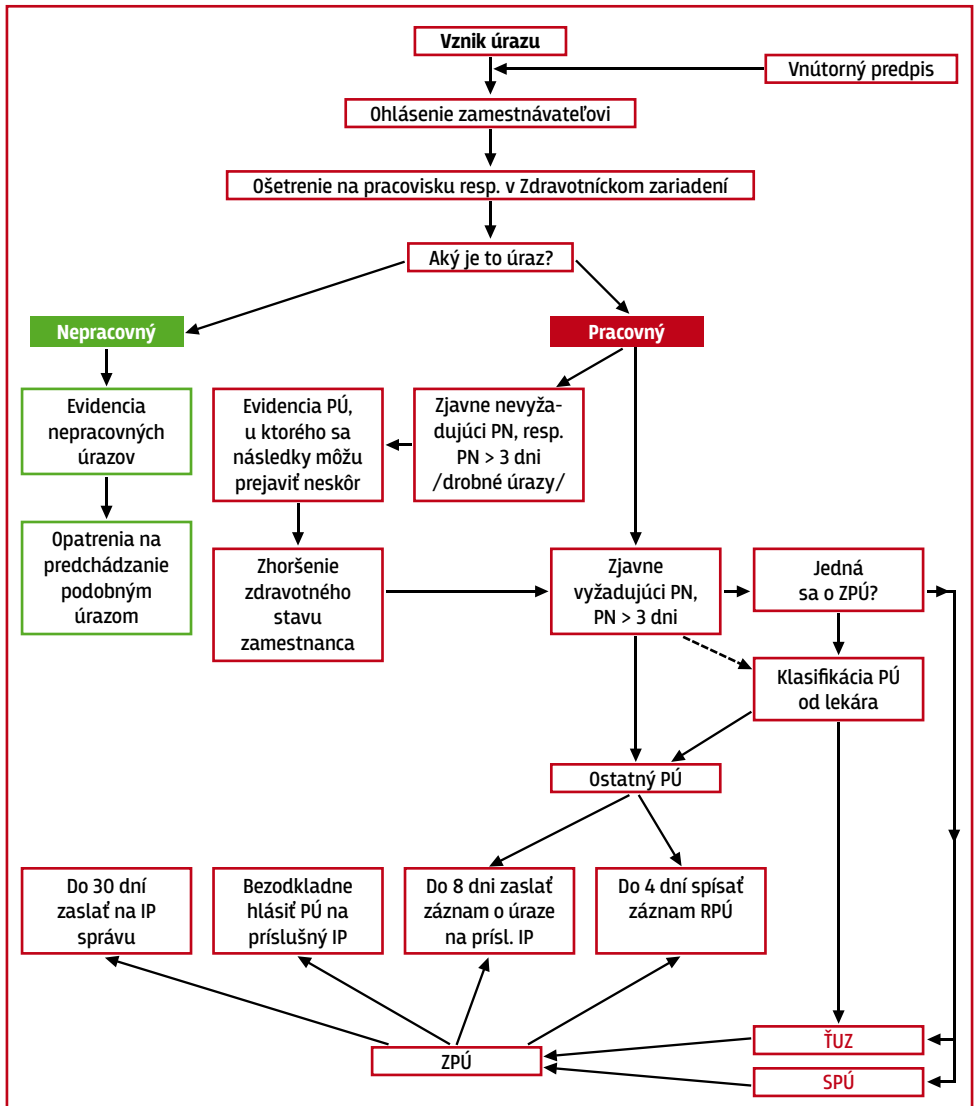 Vznik úrazu
Vnútorný predpis
Ohlásenie zamestnávateľovi
Ošetrenie na pracovisku resp. v Zdravotníckom zariadení
Aký je to úraz?
Nepracovný
Pracovný
Evidencia
nepracovných
úrazov
Evidencia PÚ,
u ktorého sa
následky môžu
prejaviť neskôr
Zjavne nevyža-
dujúci PN, resp.
PN > 3 dni
/drobné úrazy/
Opatrenia na
predchádzanie
podobným
úrazom
Zhoršenie
zdravotného
stavu
zamestnanca
Zjavne
vyžadujúci PN,
PN > 3 dni
Jedná
sa o ZPÚ?
Klasifikácia PÚ
od lekára
Ostatný PÚ
Do 30 dní
zaslať na IP
správu
Bezodkladne
hlásiť PÚ na
príslušný IP
Do 8 dni zaslať
záznam o úraze
na prísl. IP
Do 4 dní spísať
záznam RPÚ
ŤUZ
ZPÚ
SPÚ